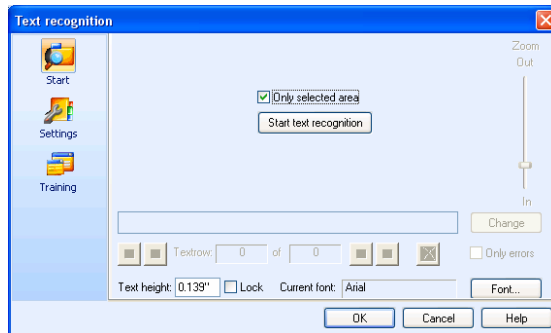 Text recognition
Zoom
Out
Start
Only selected area
Start text recognition
Settings
Training
In
Change
Textrow: 0 of 0
Only errors
Text height: 0.139" Lock Current font: Arial Font...
OK Cancel Help